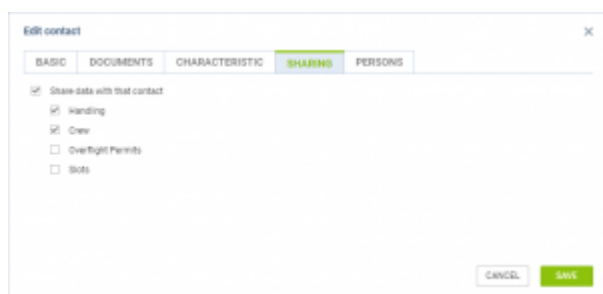 Edit contact
BASIC DOCUMENTS CHARACTERISTIC SHARING PERSONS
Share data with that contact
Handling
Crew
Overflight Permits
Slots
CANCEL SAVE